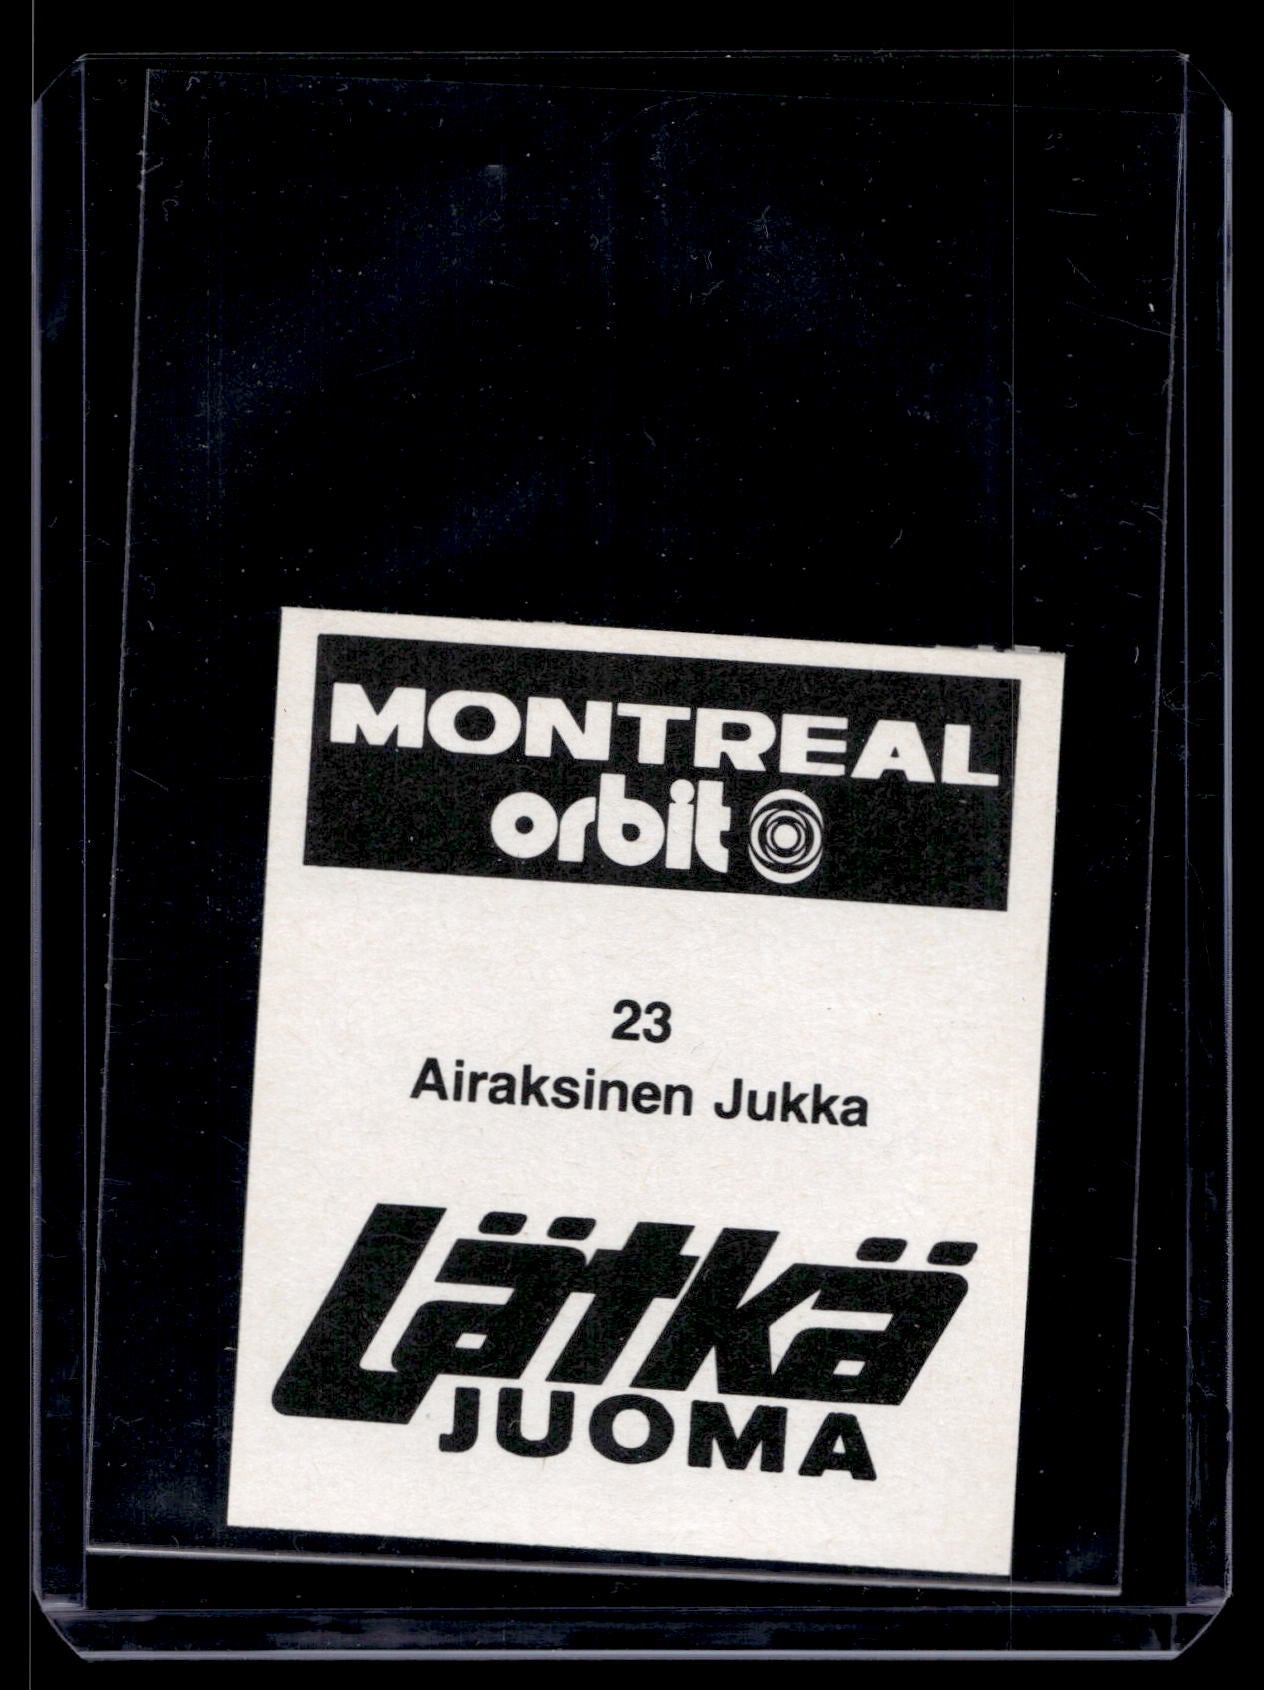 MONTREAL
orbit
23
Airaksinen Jukka
Lätkä
JUOMA